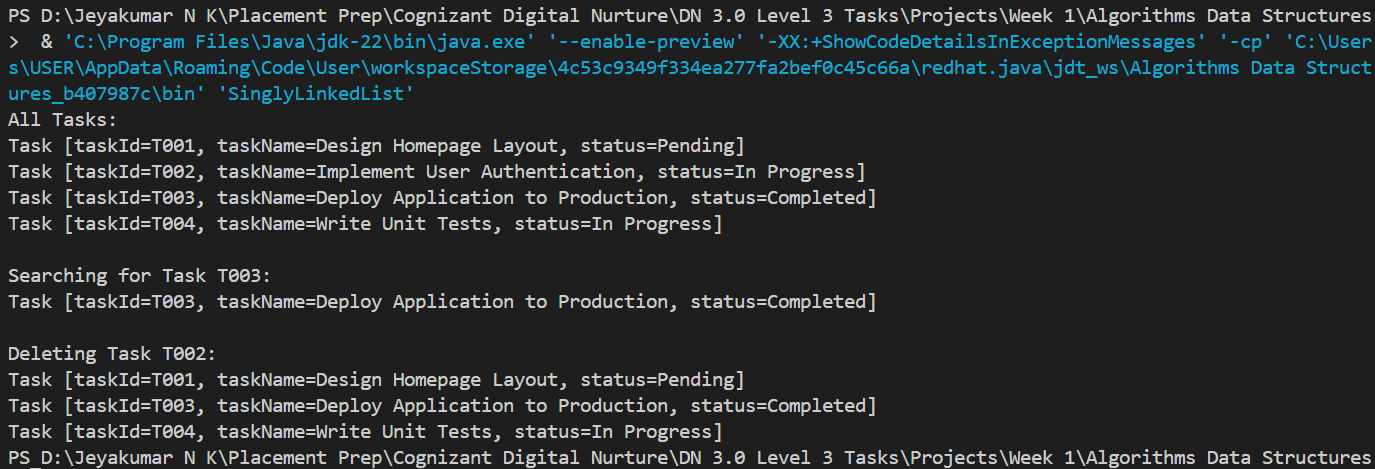 PS D:\Jeyakumar N K\Placement Prep\Cognizant Digital Nurture\DN 3.0 Level 3 Tasks\Projects\Week 1\Algorithms Data Structures
>  & 'C:\Program Files\Java\jdk-22\bin\java.exe' '--enable-preview' '-XX:+ShowCodeDetailsInExceptionMessages' '-cp' 'C:\User
s\USER\AppData\Roaming\Code\User\workspaceStorage\4c53c9349f334ea277fa2bef0c45c66a\redhat.java\jdt_ws\Algorithms Data Struct
ures_b407987c\bin' 'SinglyLinkedList'
All Tasks:
Task [taskId=T001, taskName=Design Homepage Layout, status=Pending]
Task [taskId=T002, taskName=Implement User Authentication, status=In Progress]
Task [taskId=T003, taskName=Deploy Application to Production, status=Completed]
Task [taskId=T004, taskName=Write Unit Tests, status=In Progress]

Searching for Task T003:
Task [taskId=T003, taskName=Deploy Application to Production, status=Completed]

Deleting Task T002:
Task [taskId=T001, taskName=Design Homepage Layout, status=Pending]
Task [taskId=T003, taskName=Deploy Application to Production, status=Completed]
Task [taskId=T004, taskName=Write Unit Tests, status=In Progress]
PS D:\Jeyakumar N K\Placement Prep\Cognizant Digital Nurture\DN 3.0 Level 3 Tasks\Projects\Week 1\Algorithms Data Structures